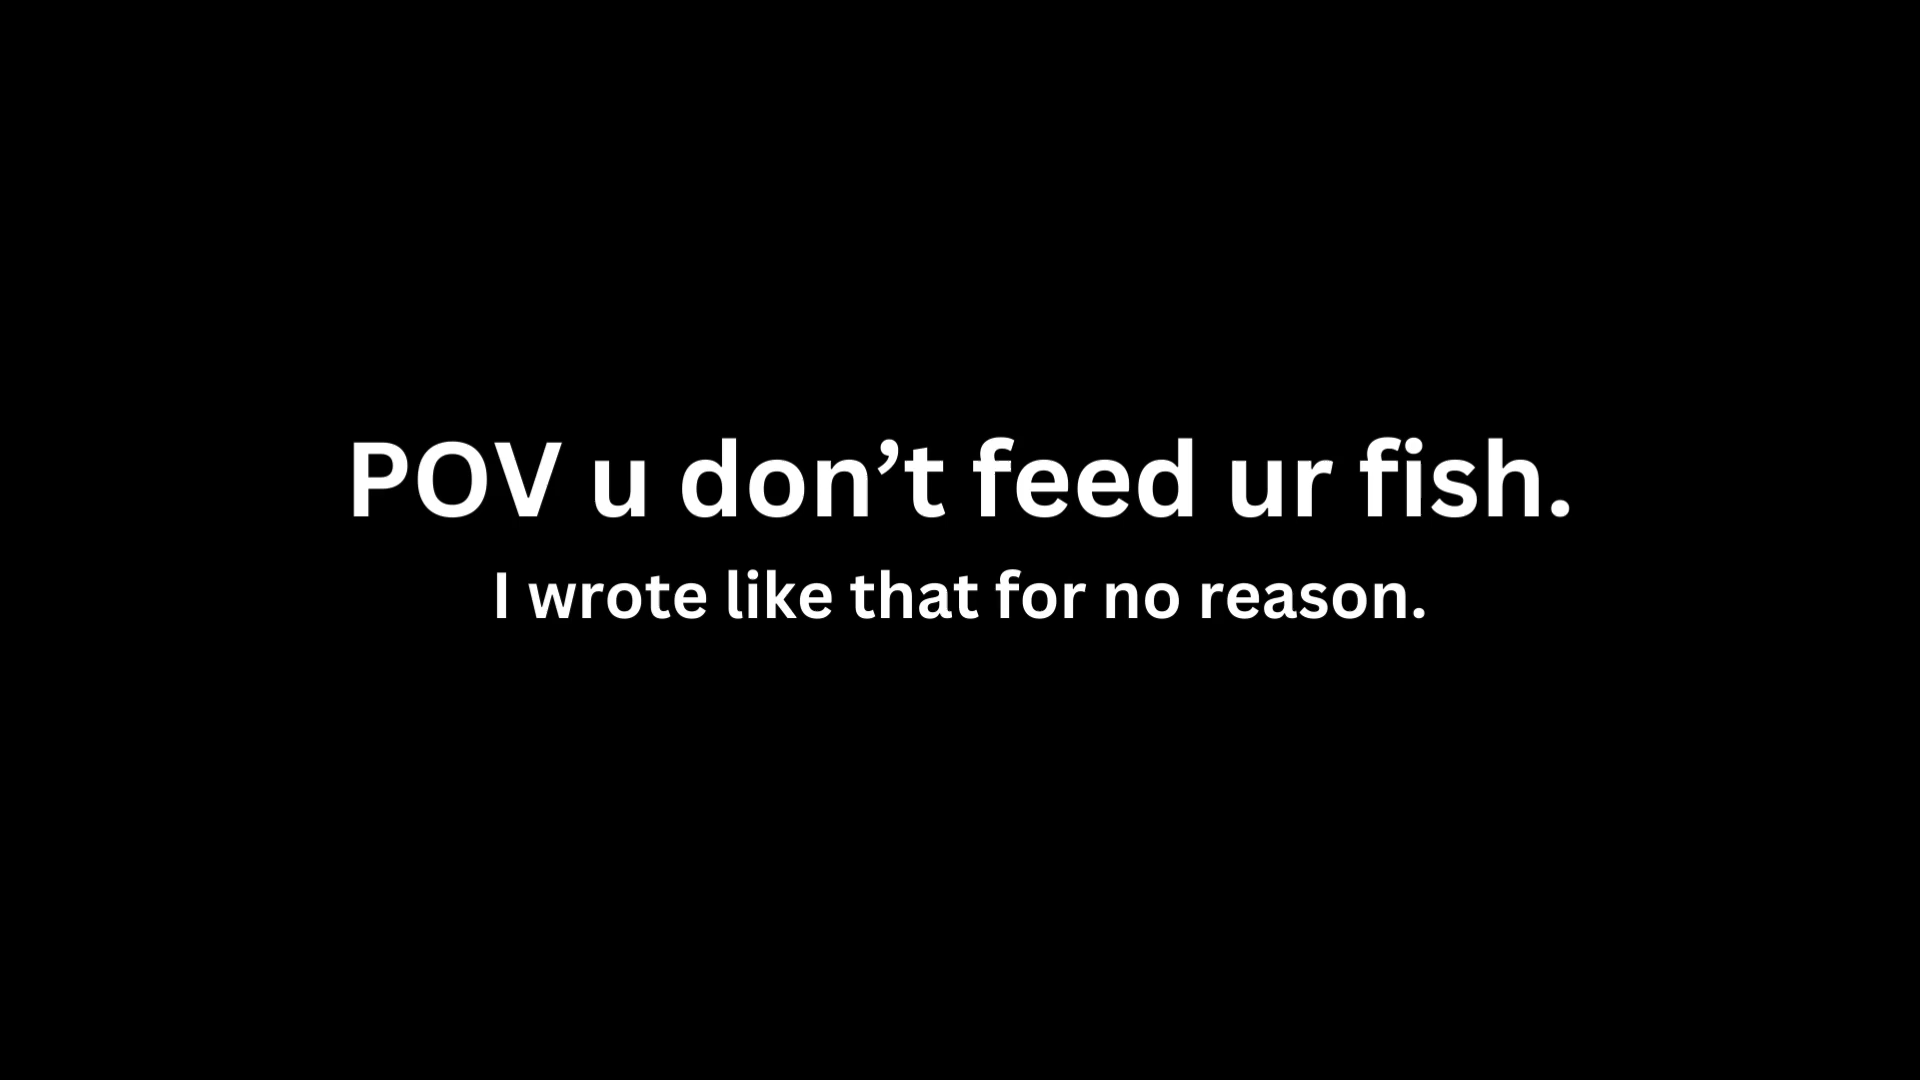 POV u don’t feed ur fish.
I wrote like that for no reason.